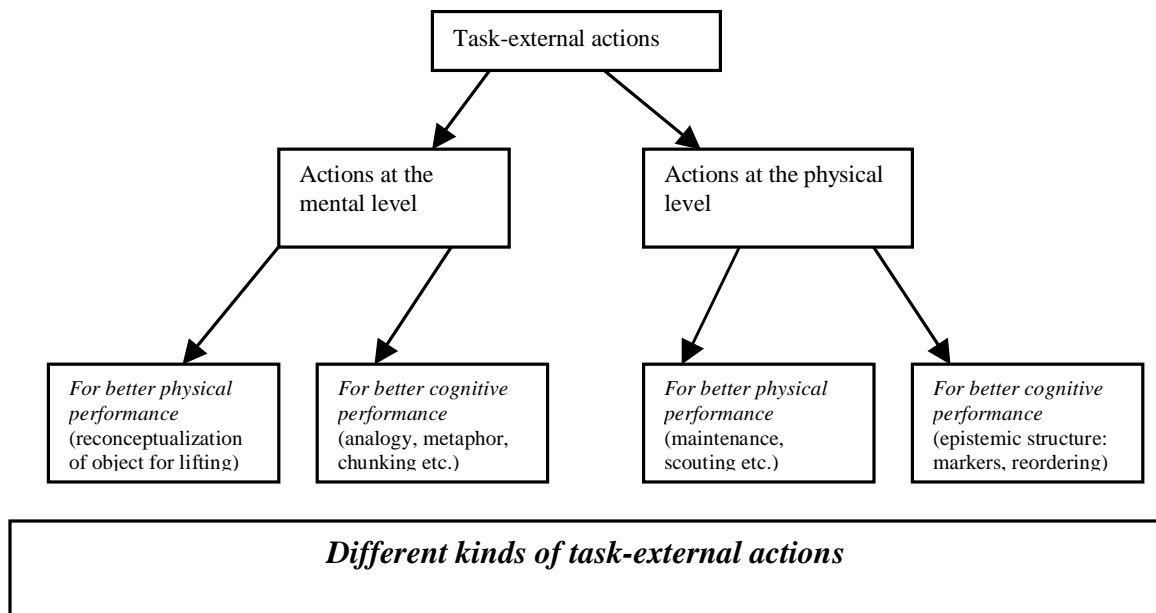 Task-external actions
Actions at the
mental level
Actions at the physical
level
For better physical
performance
(reconceptualization
of object for lifting)
For better cognitive
performance
(analogy, metaphor,
chunking etc.)
For better physical
performance
(maintenance,
scouting etc.)
For better cognitive
performance
(epistemic structure:
markers, reordering)
Different kinds of task-external actions